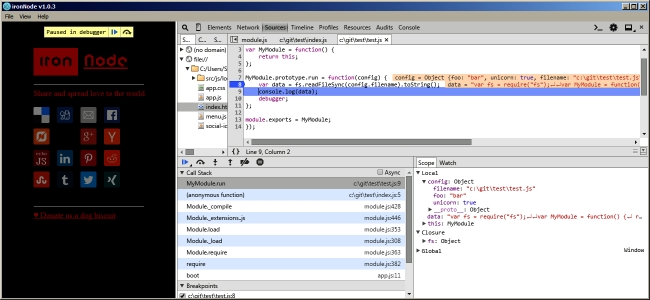 ironNode v1.0.3
File View Help
Paused in debugger
iron Node
Share and spread love to the world
♥ Donate us a dog biscuit
Elements Network Sources Timeline Profiles Resources Audits Console
Sources
module.js c:\git\test\index.js c:\git\test\test.js ×
(no domain)
file://
C:/Users/S
src/js/lo
app.css
app.js
index.ht
menu.js
social-ic
3 var MyModule = function() {
4 return this;
5 };
6
7 MyModule.prototype.run = function(config) { config = Object {foo: "bar", unicorn: true, filename: "c:\git\test\test.js"
8 var data = fs.readFileSync(config.filename).toString(); data = "var fs = require("fs");↵↵var MyModule = function(
9 console.log(data);
10 debugger;
11 };
12
13 module.exports = MyModule;
14 });
{} Line 9, Column 2
Call Stack Async
MyModule.run c:\git\test\test.js:9
(anonymous function) c:\git\test\index.js:5
Module._compile module.js:428
Module._extensions..js module.js:446
Module.load module.js:353
Module._load module.js:308
Module.require module.js:363
require module.js:382
boot app.js:11
Breakpoints
c:\git\test\test.js:8
Scope Watch
Local
config: Object
filename: "c:\git\test\test.js"
foo: "bar"
unicorn: true
__proto__: Object
data: "var fs = require("fs");↵↵var MyModule = function() {↵ r…
this: MyModule
Closure
fs: Object
Global Window